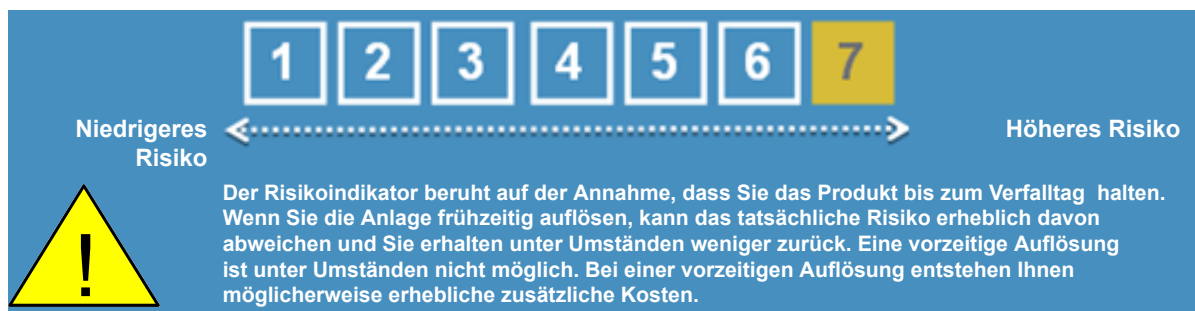 1 2 3 4 5 6 7
Niedrigeres
Risiko
Höheres Risiko
!
Der Risikoindikator beruht auf der Annahme, dass Sie das Produkt bis zum Verfalltag halten.
Wenn Sie die Anlage frühzeitig auflösen, kann das tatsächliche Risiko erheblich davon
abweichen und Sie erhalten unter Umständen weniger zurück. Eine vorzeitige Auflösung
ist unter Umständen nicht möglich. Bei einer vorzeitigen Auflösung entstehen Ihnen
möglicherweise erhebliche zusätzliche Kosten.